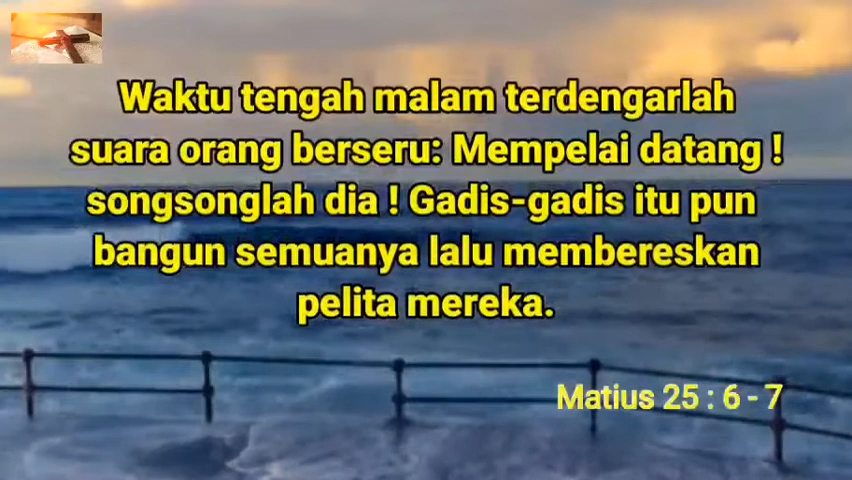 Waktu tengah malam terdengarlah
suara orang berseru: Mempelai datang !
songsonglah dia ! Gadis-gadis itu pun
bangun semuanya lalu membereskan
pelita mereka.
Matius 25 : 6 - 7